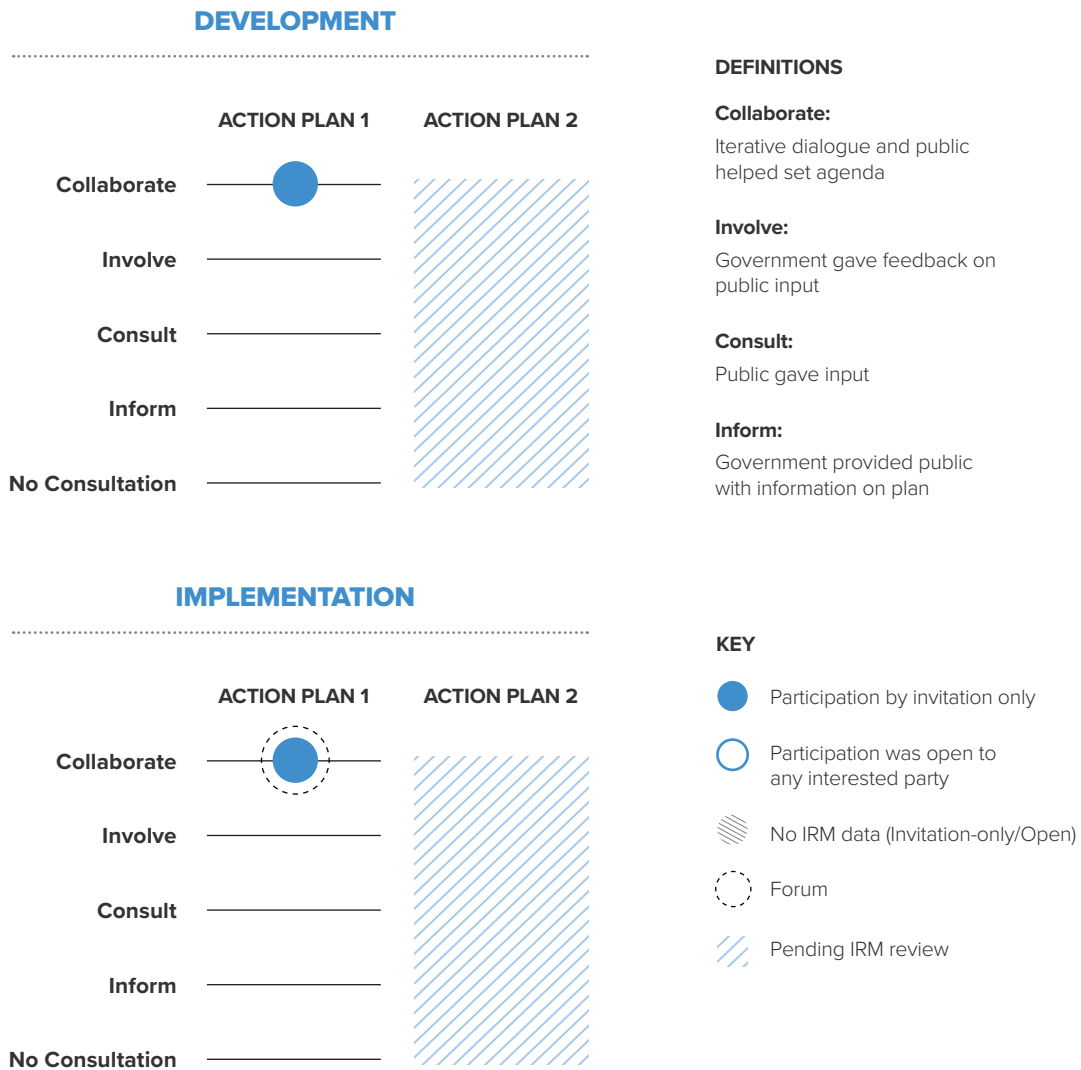 DEVELOPMENT
ACTION PLAN 1
ACTION PLAN 2
Collaborate
Involve
Consult
Inform
No Consultation
DEFINITIONS
Collaborate:
Iterative dialogue and public
helped set agenda
Involve:
Government gave feedback on
public input
Consult:
Public gave input
Inform:
Government provided public
with information on plan
IMPLEMENTATION
ACTION PLAN 1
ACTION PLAN 2
Collaborate
Involve
Consult
Inform
No Consultation
KEY
Participation by invitation only
Participation was open to
any interested party
No IRM data (Invitation-only/Open)
Forum
Pending IRM review